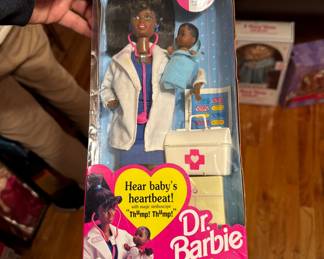 Hear baby's
heartbeat!
with magic stethoscope
"Thump! Thump!"
Dr.
Barbie